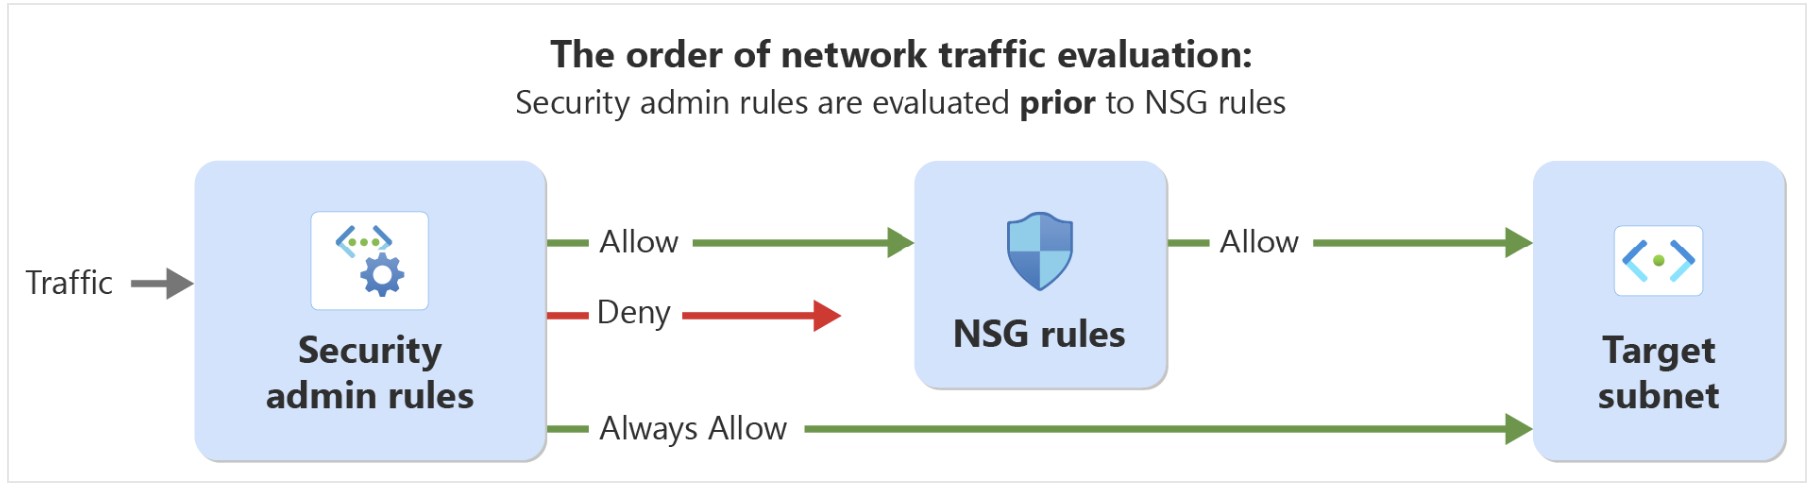 The order of network traffic evaluation:
Security admin rules are evaluated prior to NSG rules
Traffic
Security
admin rules
Allow
Deny
Always Allow
NSG rules
Allow
Target
subnet